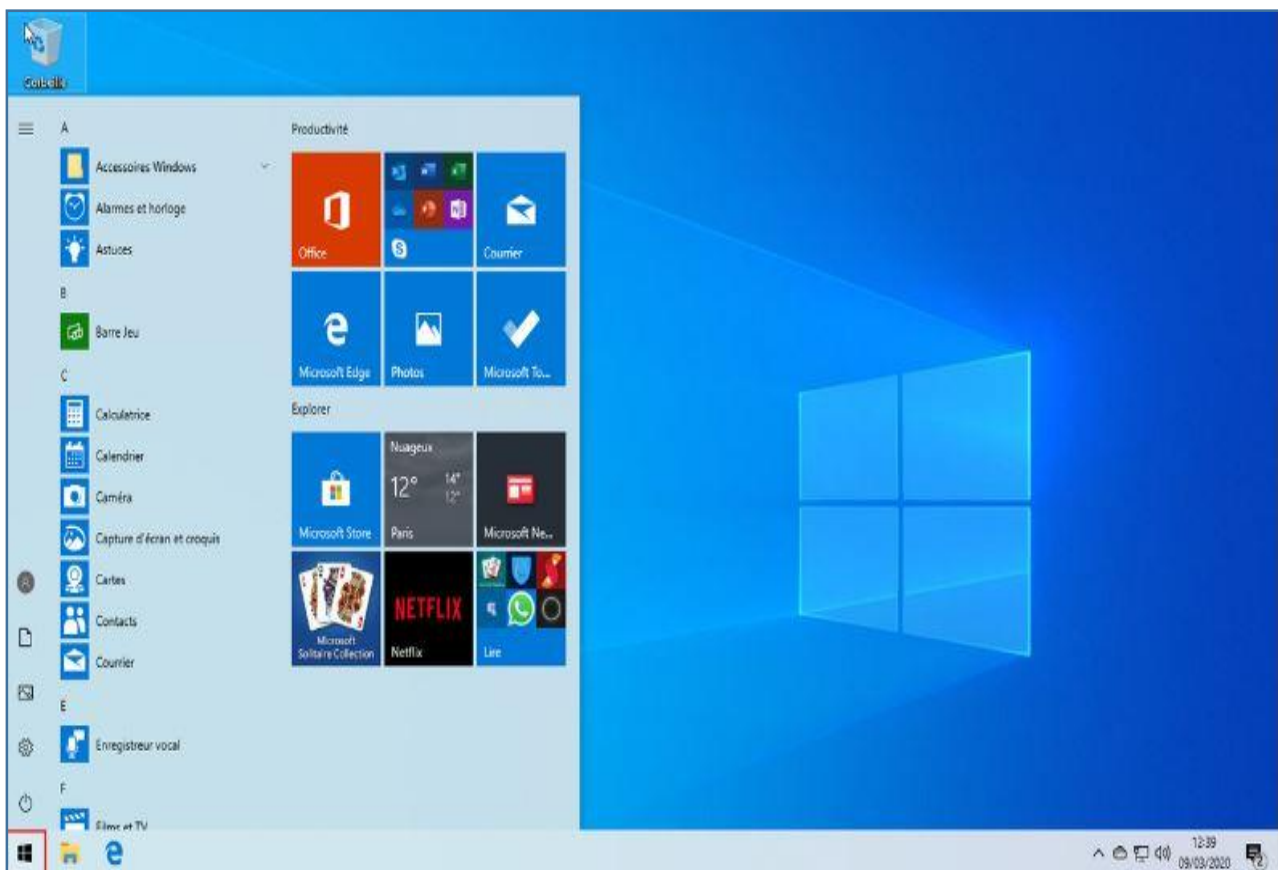 Corbeille
A
Productivité
Accessoires Windows
Alarmes et horloge
Astuces
Office
Courrier
B
Barre Jeu
Microsoft Edge
Photos
Microsoft To...
C
Explorer
Calculatrice
Calendrier
Caméra
Capture d'écran et croquis
Cartes
Contacts
Courrier
Nuageux
12°
14°
12°
Microsoft Store
Paris
Microsoft Ne...
Microsoft
Solitaire Collection
NETFLIX
Netflix
Lire
E
Enregistreur vocal
F
Films et TV
12:39
09/03/2020
2